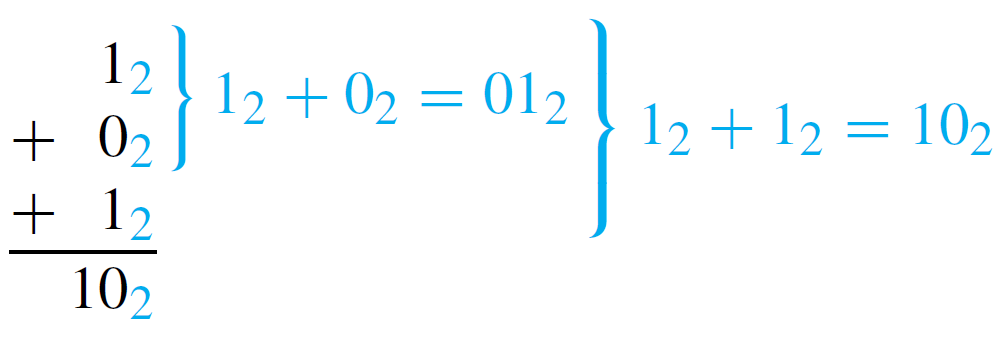 1₂
+ 0₂
+ 1₂
10₂
1₂ + 0₂ = 01₂
1₂ + 1₂ = 10₂